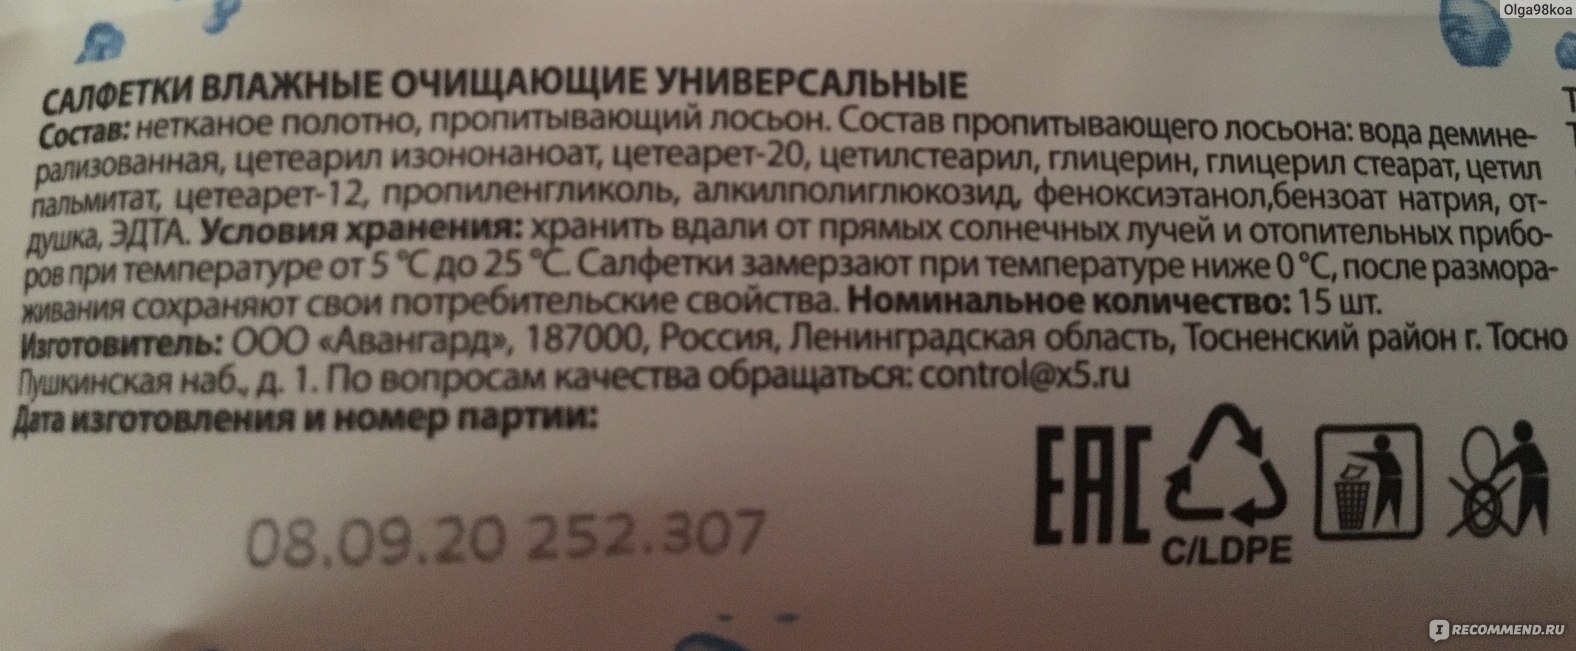 Olga98koa
САЛФЕТКИ ВЛАЖНЫЕ ОЧИЩАЮЩИЕ УНИВЕРСАЛЬНЫЕ
Состав: нетканое полотно, пропитывающий лосьон. Состав пропитывающего лосьона: вода демине-
рализованная, цетеарил изононаноат, цетеарет-20, цетилстеарил, глицерин, глицерил стеарат, цетил
пальмитат, цетеарет-12, пропиленгликоль, алкилполиглюкозид, феноксиэтанол,бензоат натрия, от-
душка, ЭДТА. Условия хранения: хранить вдали от прямых солнечных лучей и отопительных прибо-
ров при температуре от 5 °С до 25 °С. Салфетки замерзают при температуре ниже 0 °С, после размора-
живания сохраняют свои потребительские свойства. Номинальное количество: 15 шт.
Изготовитель: ООО «Авангард», 187000, Россия, Ленинградская область, Тосненский район г. Тосно
Пушкинская наб., д. 1. По вопросам качества обращаться: control@x5.ru
Дата изготовления и номер партии:
08.09.20 252.307
EAC
C/LDPE
I RECOMMEND.RU